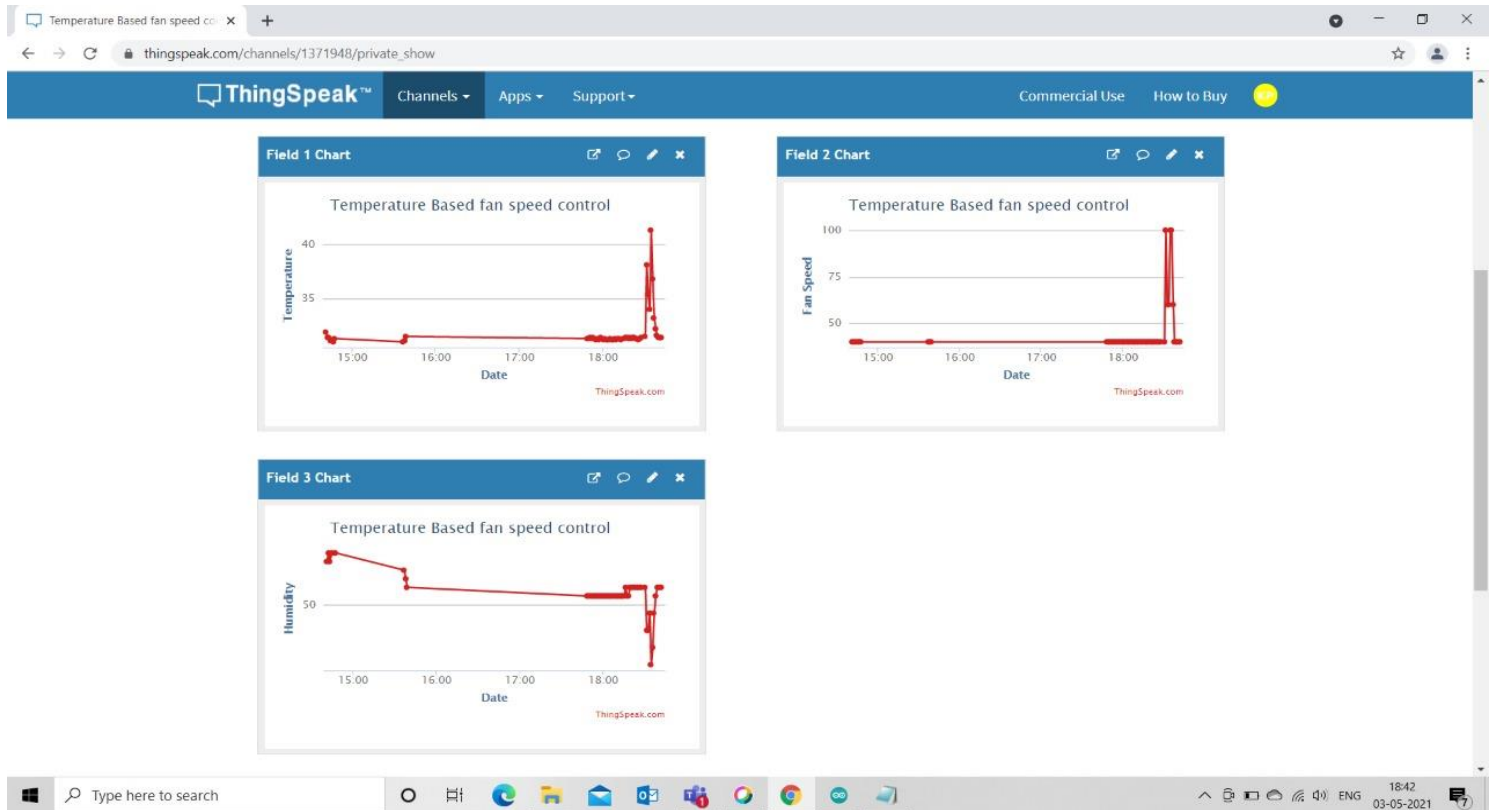 Temperature Based fan speed co
thingspeak.com/channels/1371948/private_show
ThingSpeak™ Channels Apps Support Commercial Use How to Buy KP
Field 1 Chart
Temperature Based fan speed control
Temperature
40
35
15:00 16:00 17:00 18:00
Date
ThingSpeak.com
Field 2 Chart
Temperature Based fan speed control
Fan Speed
100
75
50
15:00 16:00 17:00 18:00
Date
ThingSpeak.com
Field 3 Chart
Temperature Based fan speed control
Humidity
50
15:00 16:00 17:00 18:00
Date
ThingSpeak.com
Type here to search
1
ENG
18:42
03-05-2021
7